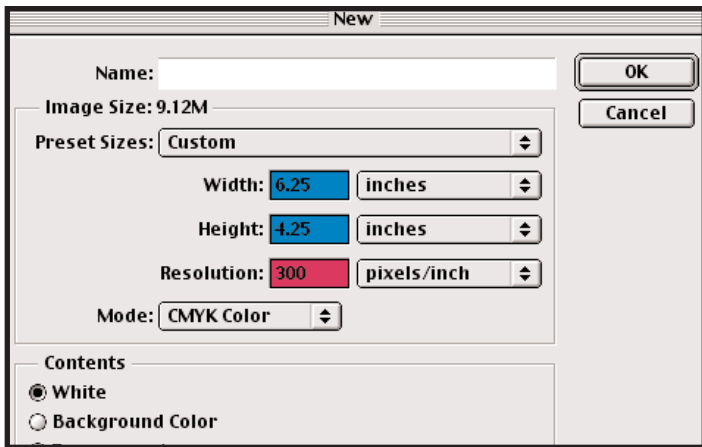 New
Name:
OK
Image Size: 9.12M
Cancel
Preset Sizes: Custom
Width: 6.25 inches
Height: 4.25 inches
Resolution: 300 pixels/inch
Mode: CMYK Color
Contents
White
Background Color